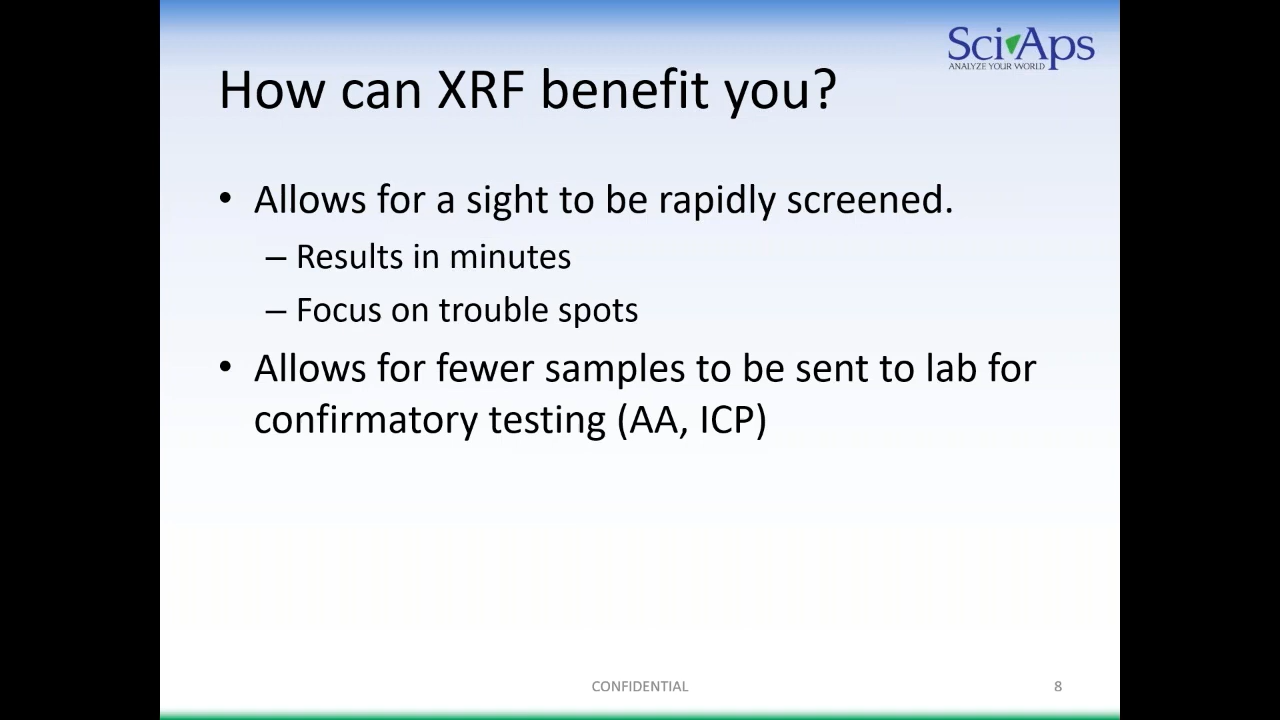 SciAps
ANALYZE YOUR WORLD
How can XRF benefit you?
• Allows for a sight to be rapidly screened.
– Results in minutes
– Focus on trouble spots
• Allows for fewer samples to be sent to lab for
confirmatory testing (AA, ICP)
CONFIDENTIAL
8